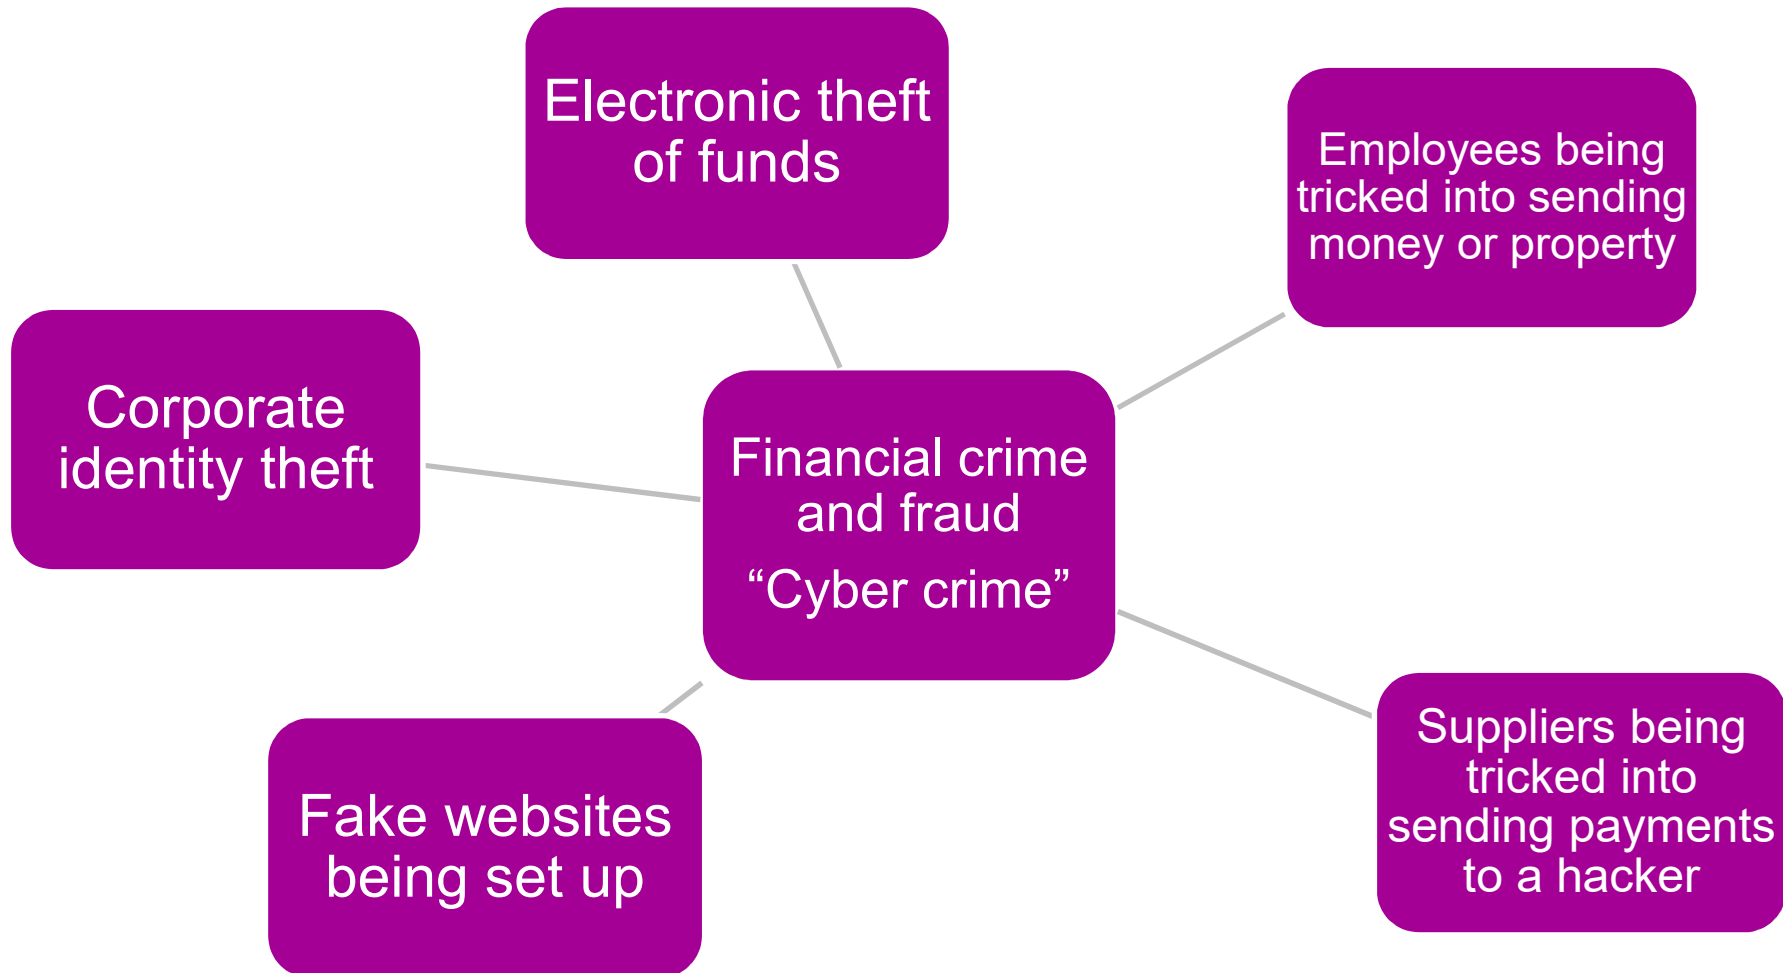 Electronic theft
of funds
Employees being
tricked into sending
money or property
Corporate
identity theft
Financial crime
and fraud
“Cyber crime”
Suppliers being
tricked into
sending payments
to a hacker
Fake websites
being set up